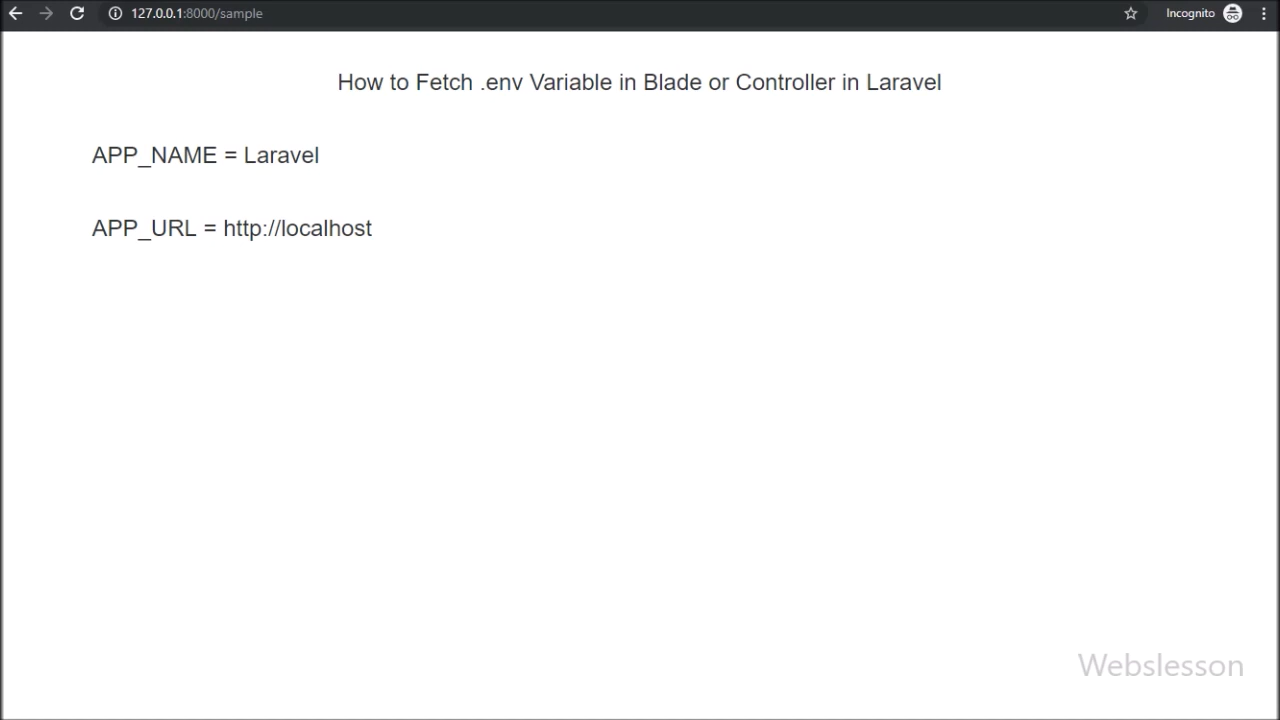 127.0.0.1:8000/sample
Incognito
How to Fetch .env Variable in Blade or Controller in Laravel
APP_NAME = Laravel
APP_URL = http://localhost
Webslesson